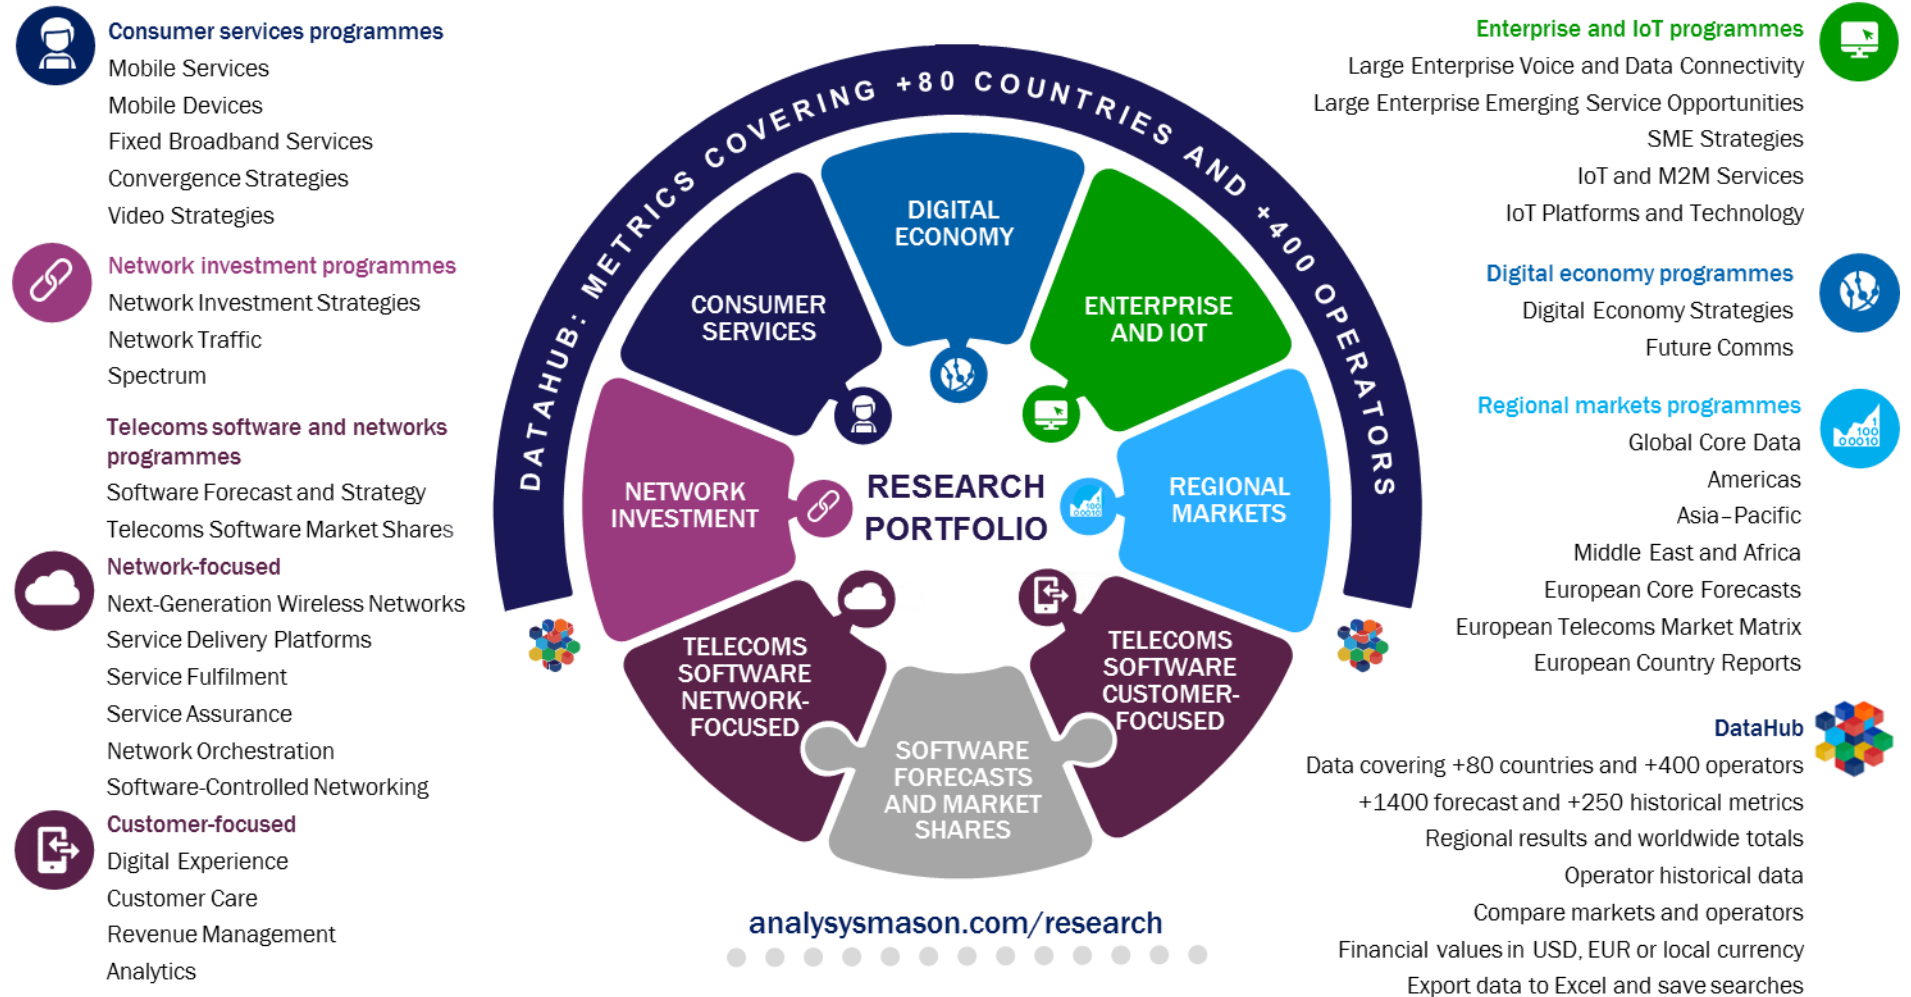 Consumer services programmes
Mobile Services
Mobile Devices
Fixed Broadband Services
Convergence Strategies
Video Strategies
Network investment programmes
Network Investment Strategies
Network Traffic
Spectrum
Telecoms software and networks
programmes
Software Forecast and Strategy
Telecoms Software Market Shares
Network-focused
Next-Generation Wireless Networks
Service Delivery Platforms
Service Fulfilment
Service Assurance
Network Orchestration
Software-Controlled Networking
Customer-focused
Digital Experience
Customer Care
Revenue Management
Analytics
DATAHUB: METRICS COVERING +80 COUNTRIES AND +400 OPERATORS
DIGITAL
ECONOMY
CONSUMER
SERVICES
ENTERPRISE
AND IOT
NETWORK
INVESTMENT
RESEARCH
PORTFOLIO
1
100
00010
REGIONAL
MARKETS
TELECOMS
SOFTWARE
NETWORK-
FOCUSED
TELECOMS
SOFTWARE
CUSTOMER-
FOCUSED
SOFTWARE
FORECASTS
AND MARKET
SHARES
analysysmason.com/research
Enterprise and IoT programmes
Large Enterprise Voice and Data Connectivity
Large Enterprise Emerging Service Opportunities
SME Strategies
IoT and M2M Services
IoT Platforms and Technology
Digital economy programmes
Digital Economy Strategies
Future Comms
Regional markets programmes
1
100
00010
Global Core Data
Americas
Asia–Pacific
Middle East and Africa
European Core Forecasts
European Telecoms Market Matrix
European Country Reports
DataHub
Data covering +80 countries and +400 operators
+1400 forecast and +250 historical metrics
Regional results and worldwide totals
Operator historical data
Compare markets and operators
Financial values in USD, EUR or local currency
Export data to Excel and save searches